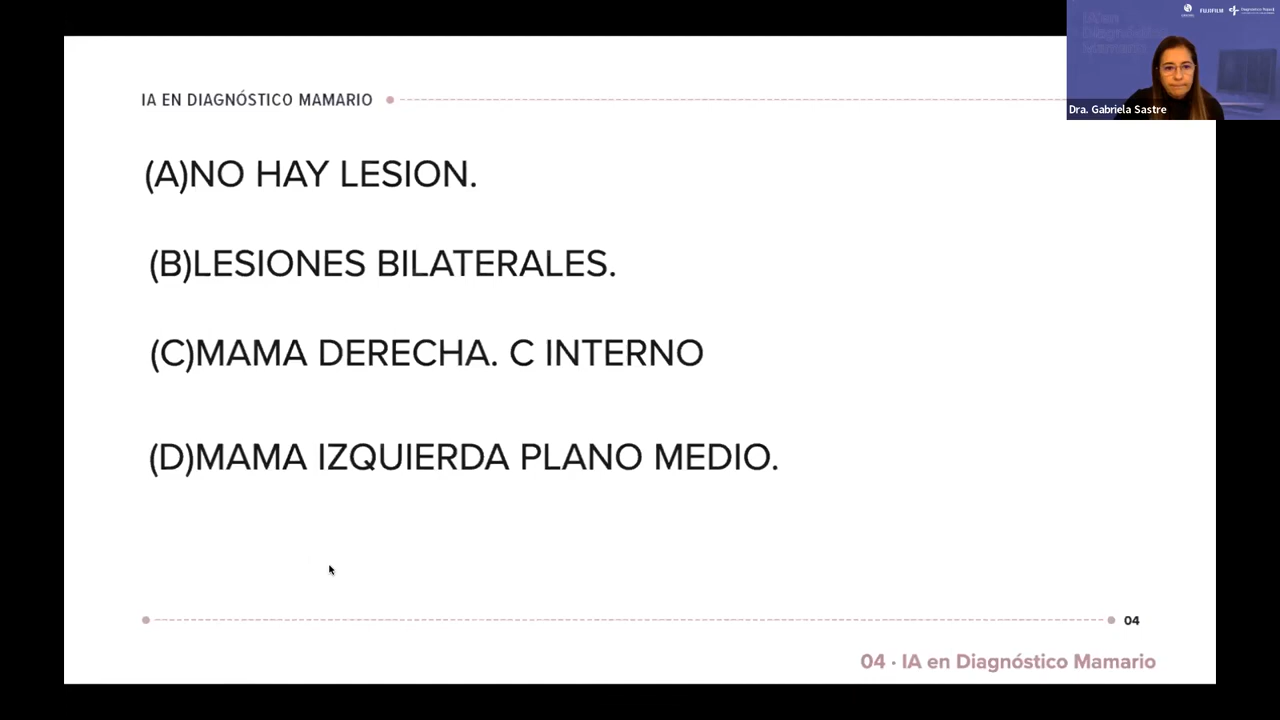 FUJIFILM
IA EN DIAGNÓSTICO MAMARIO
Dra. Gabriela Sastre
(A)NO HAY LESION.
(B)LESIONES BILATERALES.
(C)MAMA DERECHA. C INTERNO
(D)MAMA IZQUIERDA PLANO MEDIO.
04
04 · IA en Diagnóstico Mamario